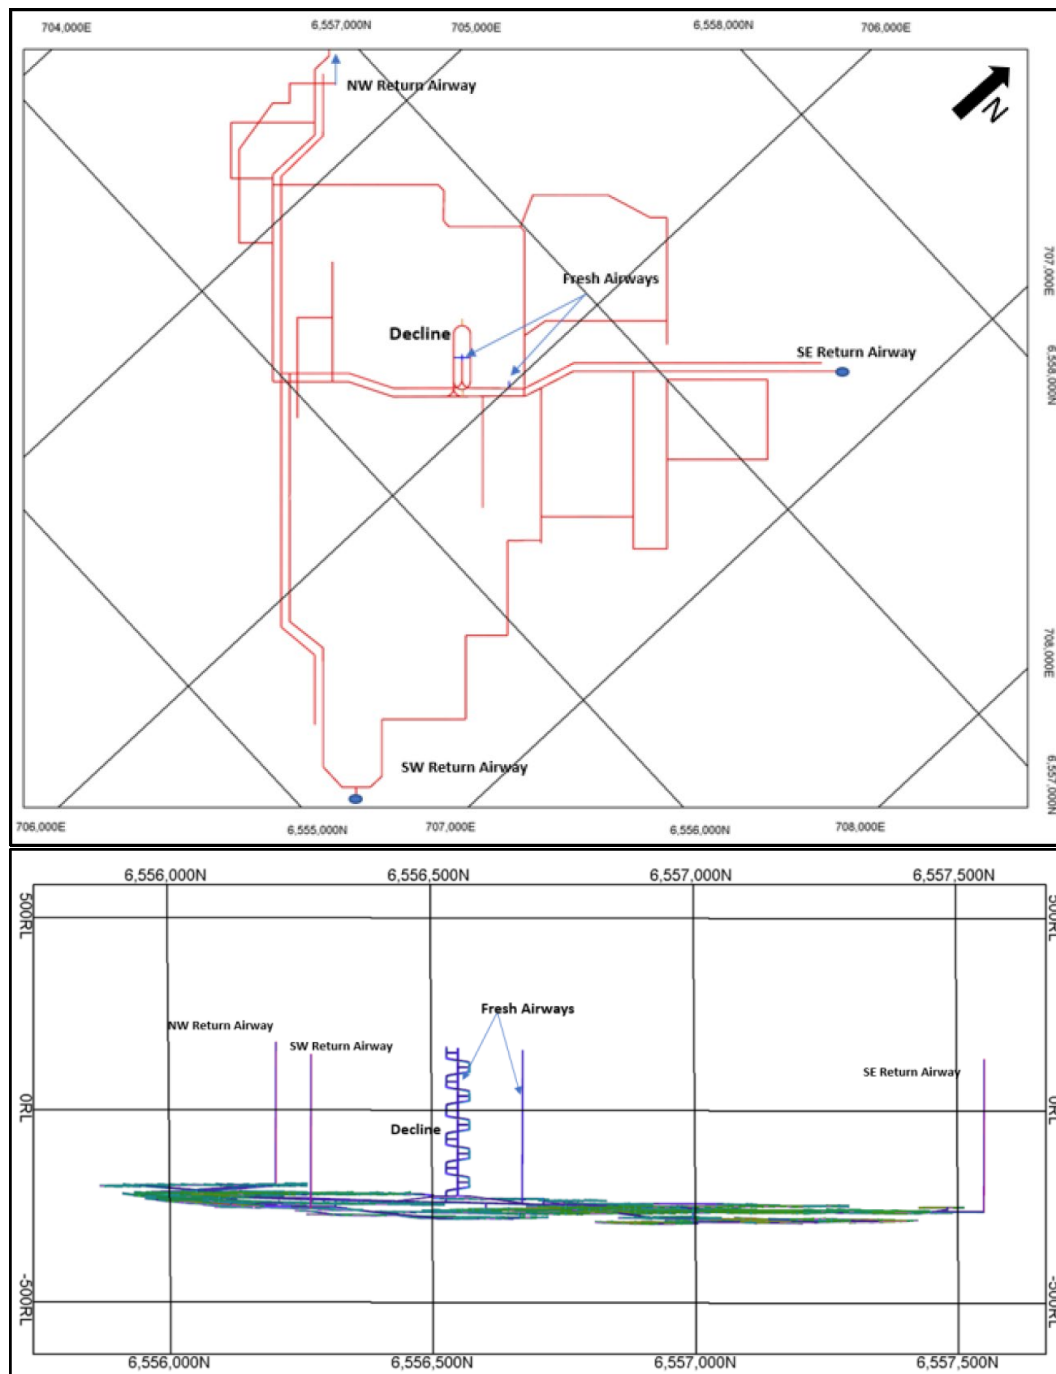 704,000E
6,557,000N
705,000E
6,558,000N
706,000E
NW Return Airway
N
707,000E
Fresh Airways
Decline
SE Return Airway
6,558,000N
708,000E
SW Return Airway
6,557,000N
706,000E
6,555,000N
707,000E
6,556,000N
708,000E
6,556,000N
6,556,500N
6,557,000N
6,557,500N
500RL
500RL
Fresh Airways
NW Return Airway
SW Return Airway
SE Return Airway
0RL
0RL
Decline
-500RL
-500RL
6,556,000N
6,556,500N
6,557,000N
6,557,500N